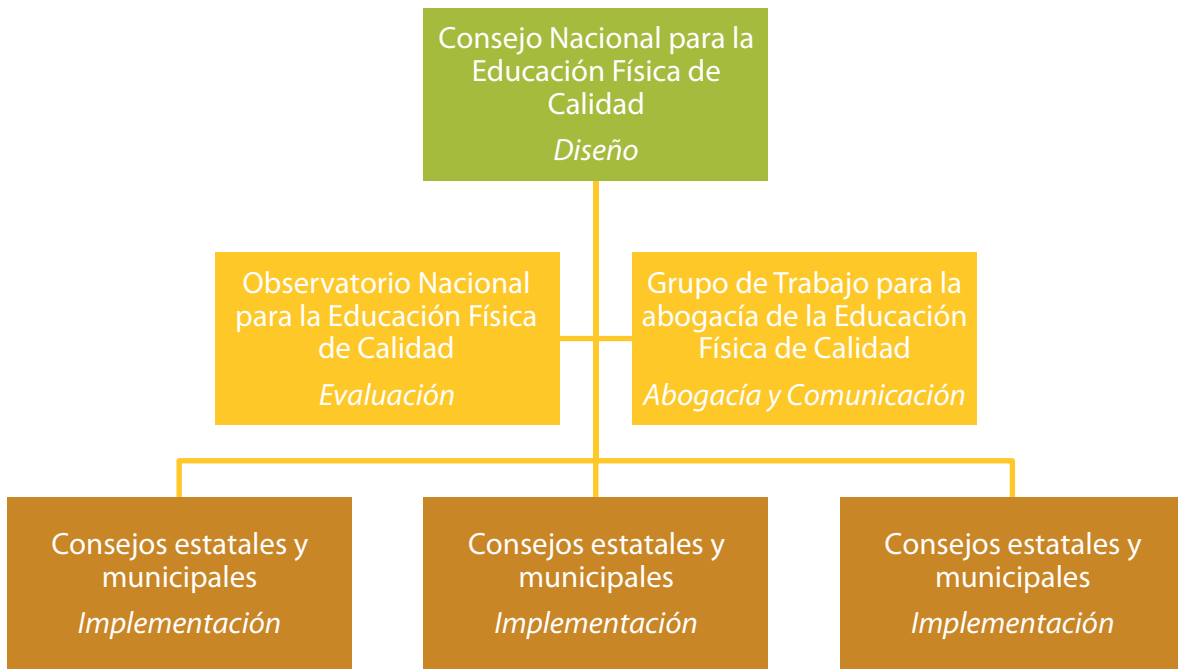 Consejo Nacional para la
Educación Física de
Calidad
Diseño
Observatorio Nacional
para la Educación Física
de Calidad
Evaluación
Grupo de Trabajo para la
abogacía de la Educación
Física de Calidad
Abogacía y Comunicación
Consejos estatales y
municipales
Implementación
Consejos estatales y
municipales
Implementación
Consejos estatales y
municipales
Implementación